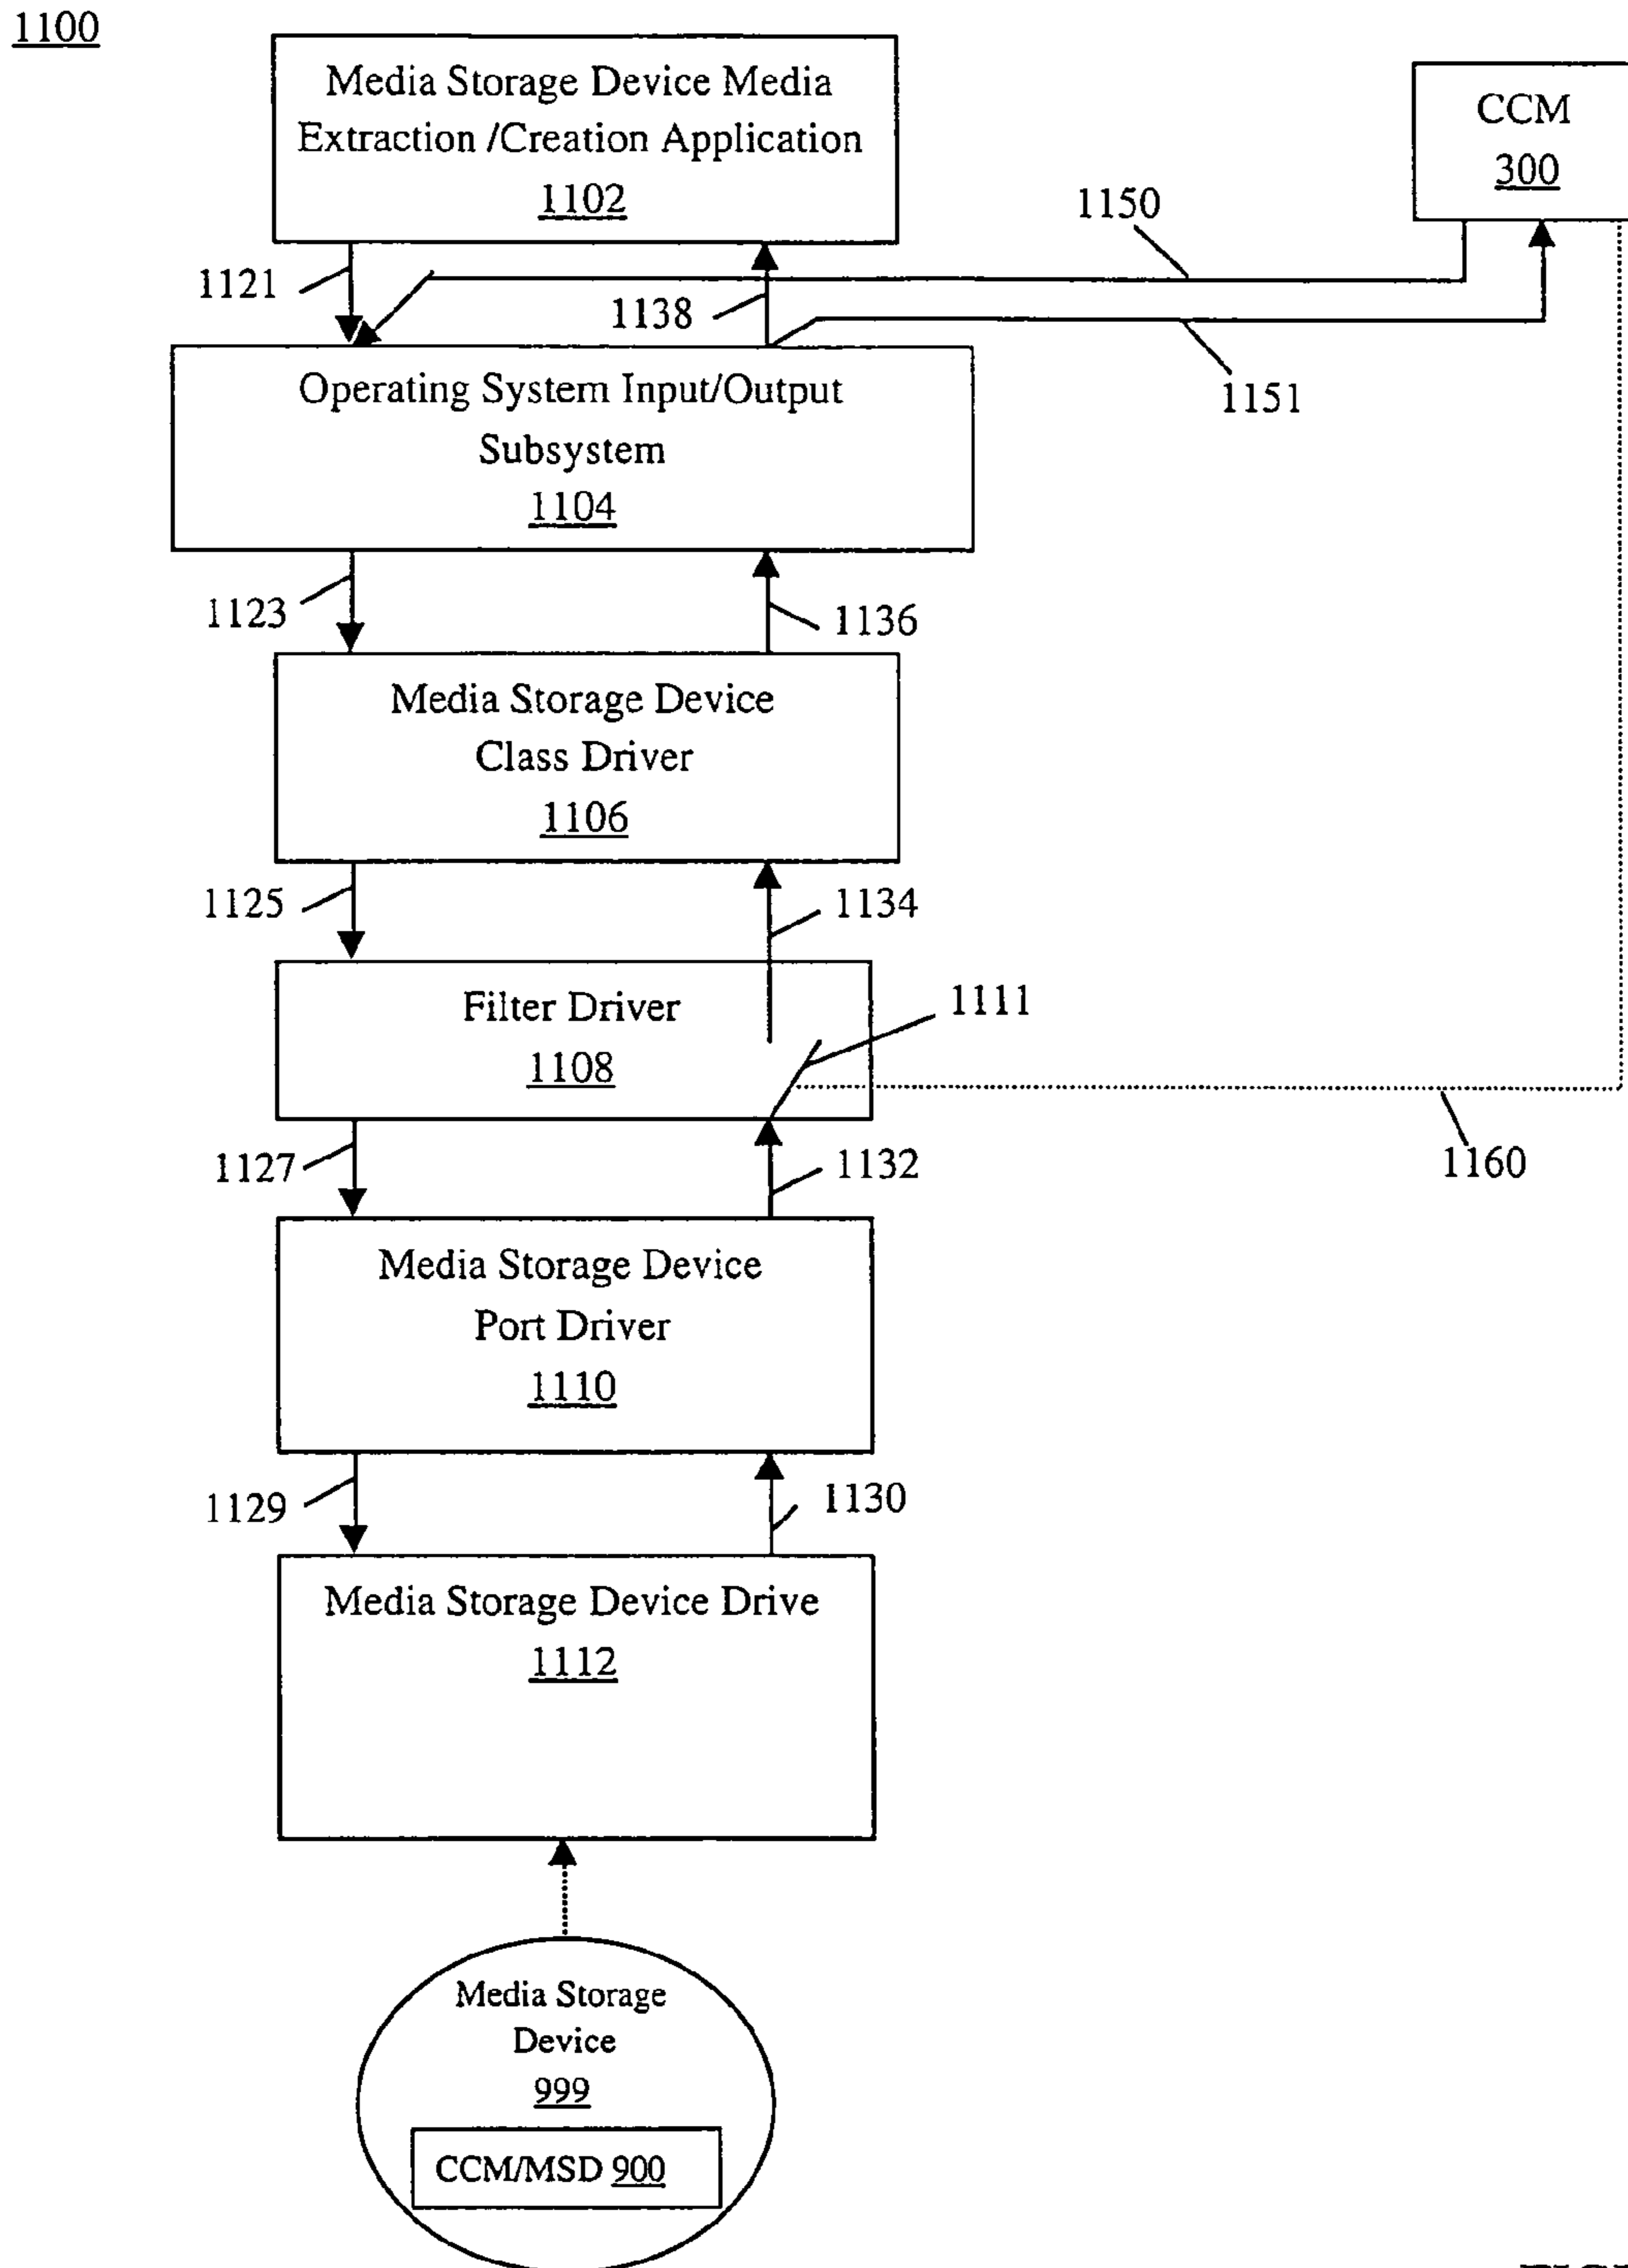 1100
Media Storage Device Media
Extraction /Creation Application
1102
CCM
300
1150
1121
1138
1151
Operating System Input/Output
Subsystem
1104
1123
1136
Media Storage Device
Class Driver
1106
1125
1134
Filter Driver
1108
1111
1127
1132
1160
Media Storage Device
Port Driver
1110
1129
1130
Media Storage Device Drive
1112
Media Storage
Device
999
CCM/MSD 900